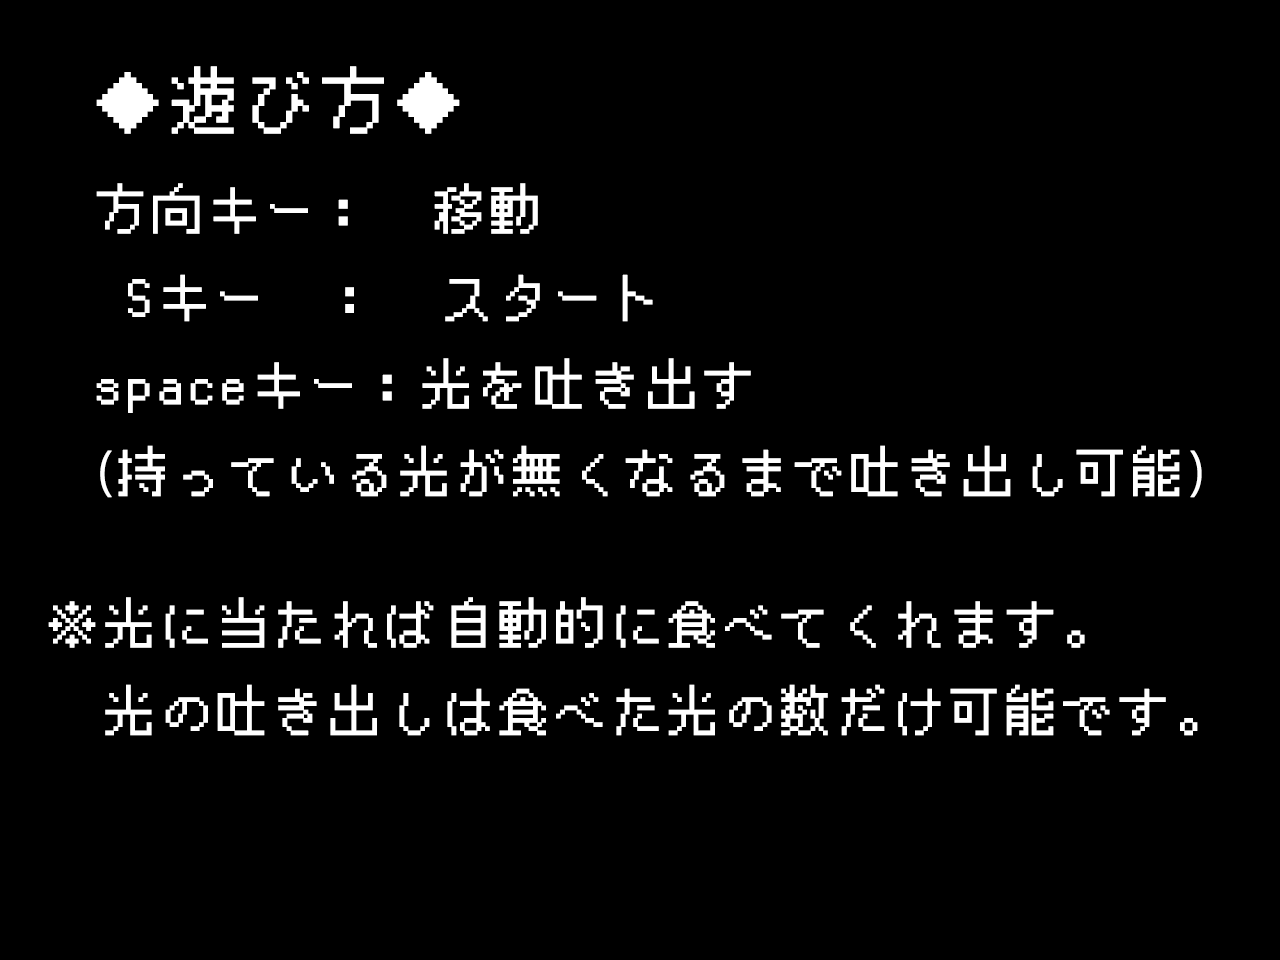 ◆遊び方◆
方向キー：　移動
Sキー　：　スタート
spaceキー：光を吐き出す
(持っている光が無くなるまで吐き出し可能)
※光に当たれば自動的に食べてくれます。
光の吐き出しは食べた光の数だけ可能です。